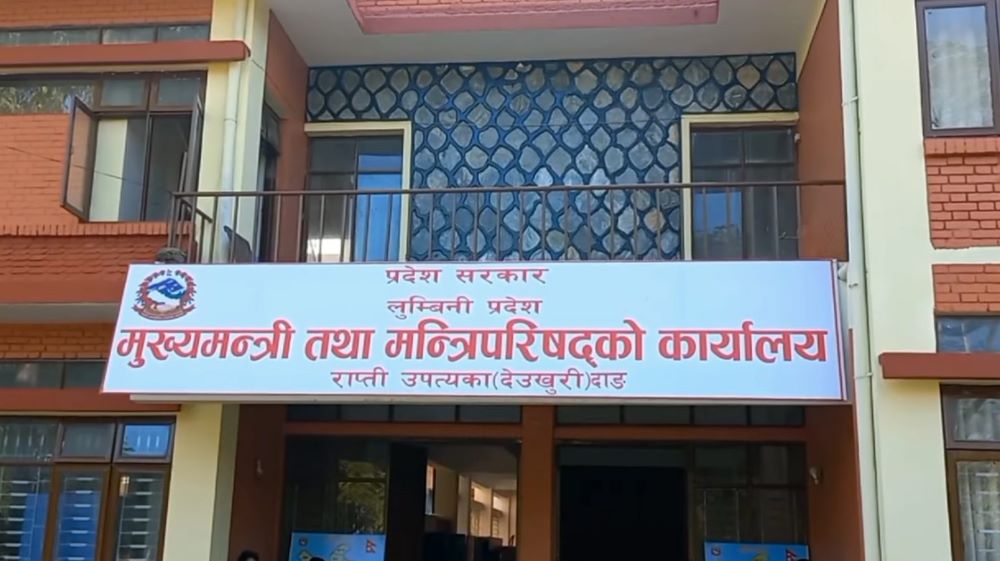 प्रदेश सरकार
लुम्बिनी प्रदेश
मुख्यमन्त्री तथा मन्त्रिपरिषद्को कार्यालय
राप्ती उपत्यका(देउखुरी)दाङ